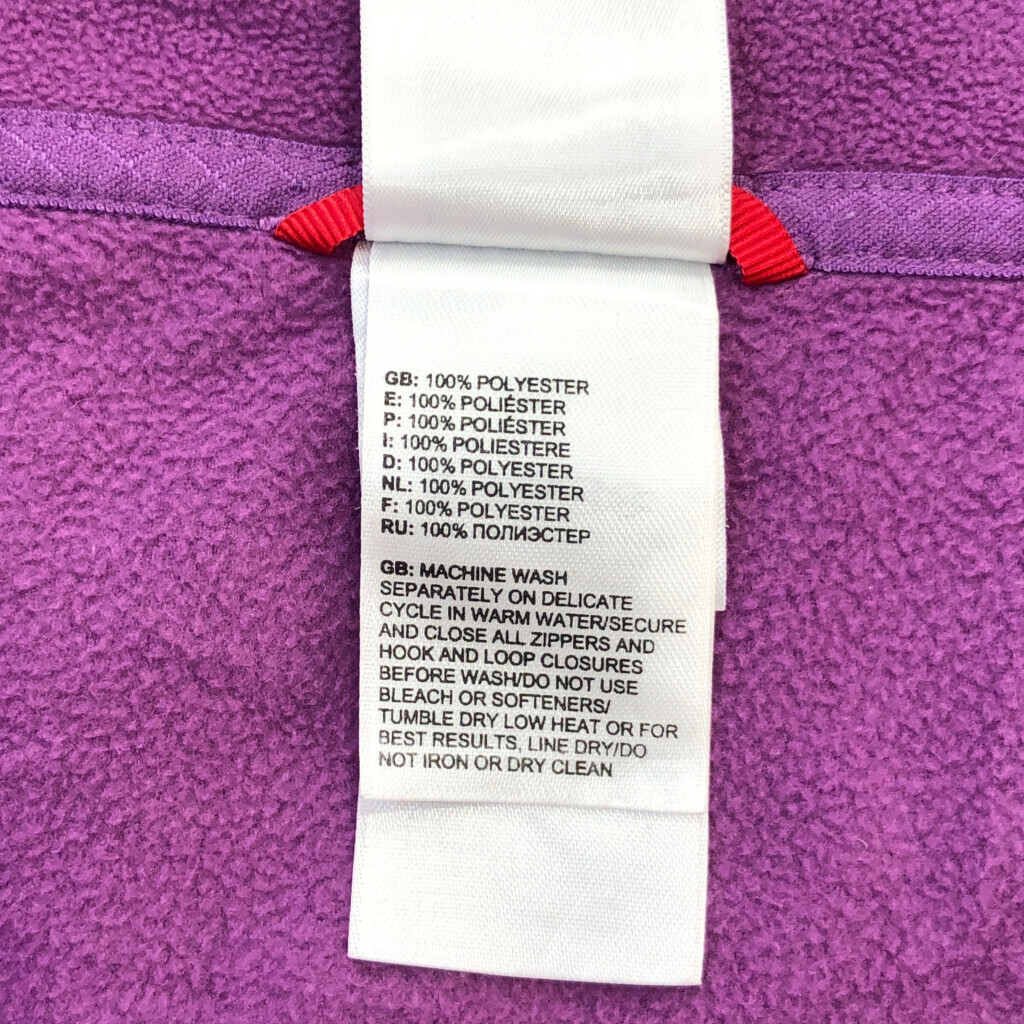 GB: 100% POLYESTER
E: 100% POLIÉSTER
P: 100% POLIÉSTER
I: 100% POLIESTERE
D: 100% POLYESTER
NL: 100% POLYESTER
F: 100% POLYESTER
RU: 100% ПОЛИЭСТЕР
GB: MACHINE WASH
SEPARATELY ON DELICATE
CYCLE IN WARM WATER/SECURE
AND CLOSE ALL ZIPPERS AND
HOOK AND LOOP CLOSURES
BEFORE WASH/DO NOT USE
BLEACH OR SOFTENERS/
TUMBLE DRY LOW HEAT OR FOR
BEST RESULTS, LINE DRY/DO
NOT IRON OR DRY CLEAN